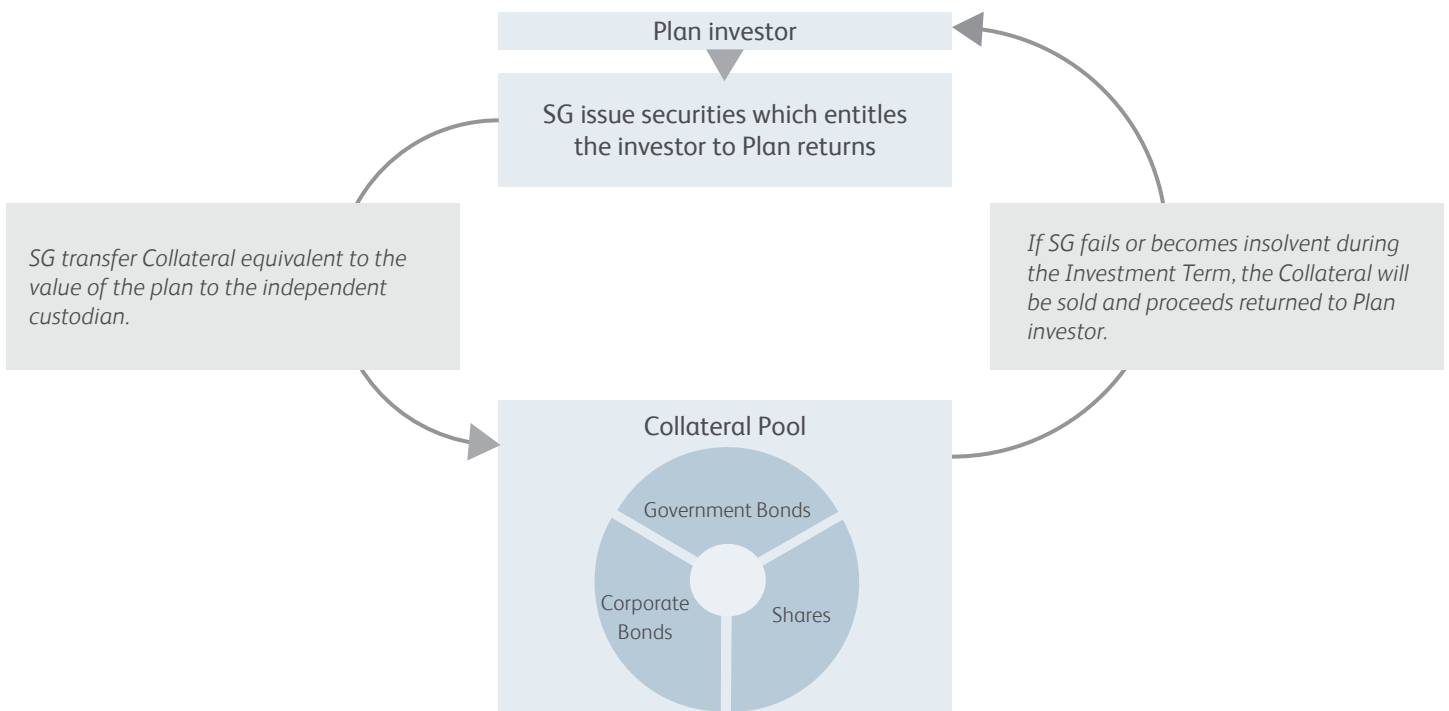 Plan investor
SG issue securities which entitles
the investor to Plan returns
SG transfer Collateral equivalent to the
value of the plan to the independent
custodian.
If SG fails or becomes insolvent during
the Investment Term, the Collateral will
be sold and proceeds returned to Plan
investor.
Collateral Pool
Government Bonds
Corporate
Bonds
Shares